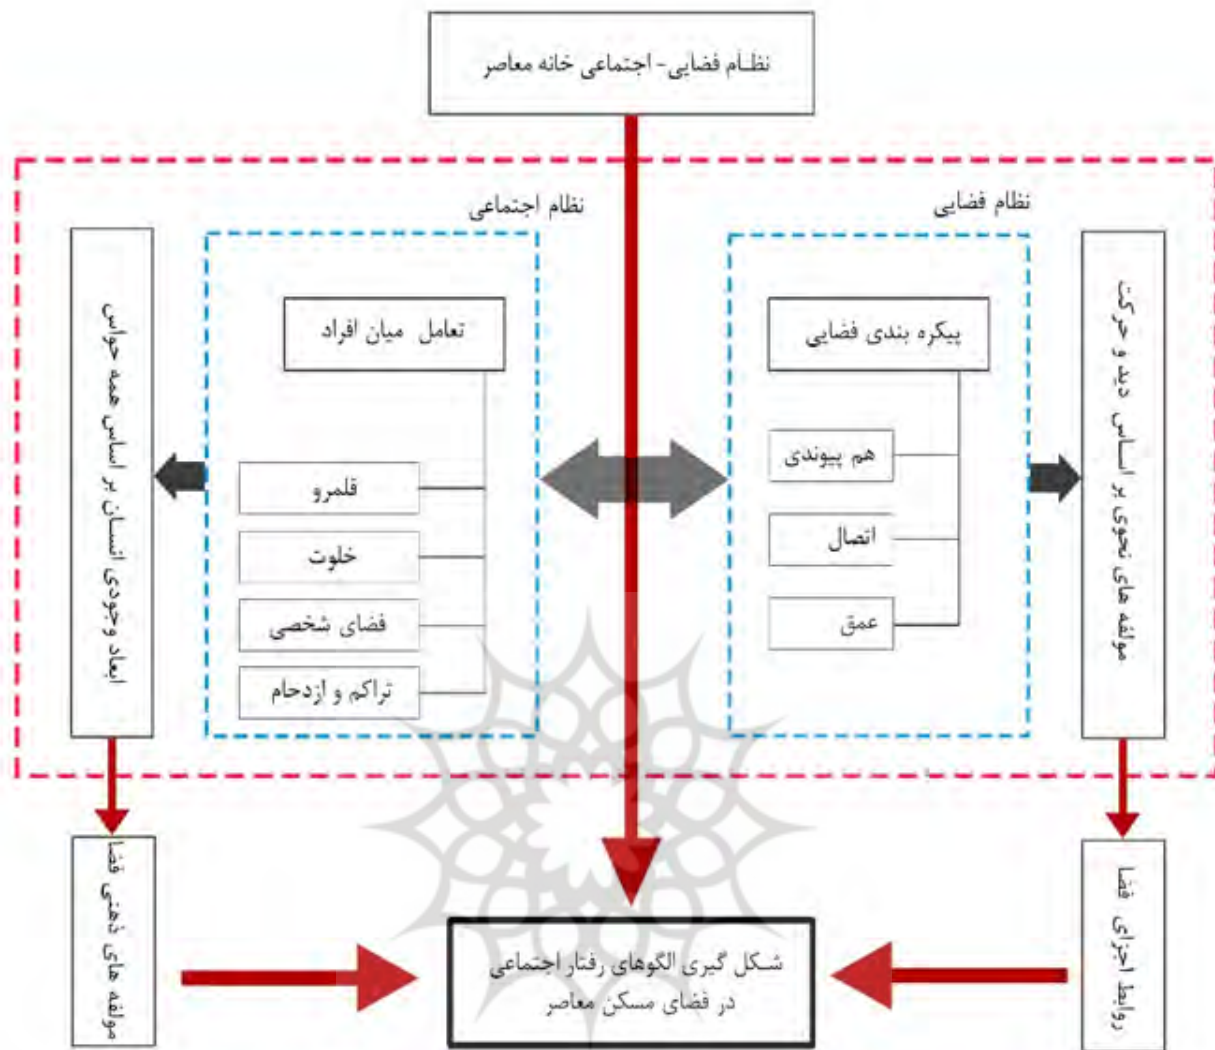 نظام فضایی- اجتماعی خانه معاصر
نظام فضایی
نظام اجتماعی
مولفه های نحوی بر اساس دید و حرکت
پیکره بندی فضایی
هم پیوندی
اتصال
عمق
تعامل میان افراد
قلمرو
خلوت
فضای شخصی
تراکم و ازدحام
ابعاد وجودی انسان بر اساس همه حواس
روابط اجزای فضا
مولفه های ذهنی فضا
شکل گیری الگوهای رفتار اجتماعی
در فضای مسکن معاصر